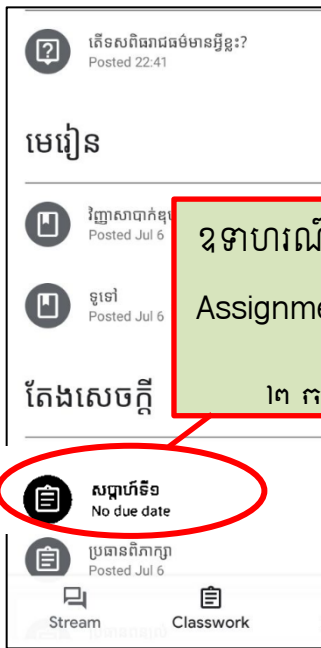 តើទសពិធរាជធម៌មានអ្វីខ្លះ?
Posted 22:41
មេរៀន
វិញ្ញាសាបាក់ឌុប
Posted Jul 6
ឧទាហរណ៍
Assignme
ទូទៅ
Posted Jul 6
តែងសេចក្តី
សប្តាហ៍ទី១
No due date
ប្រធានពិភាក្សា
Posted Jul 6
Stream
Classwork